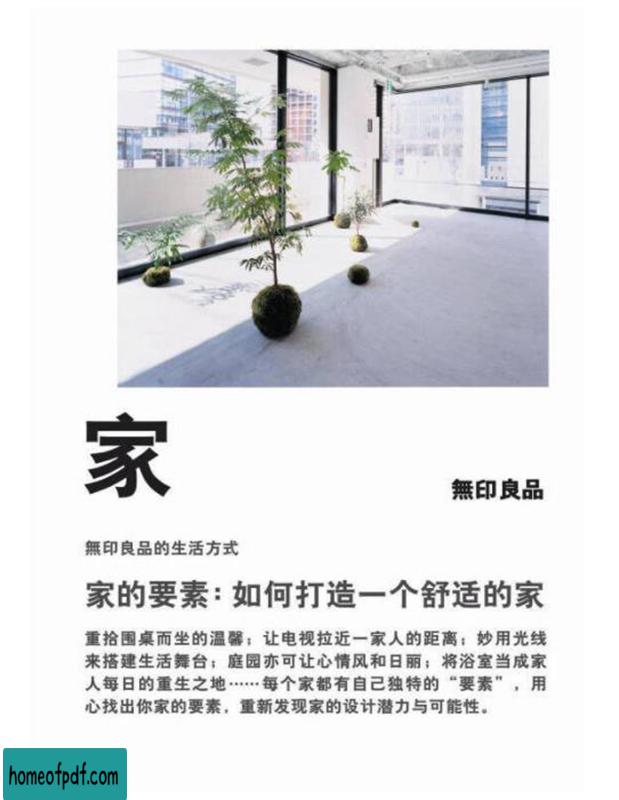 家
無印良品
無印良品的生活方式
家的要素：如何打造一个舒适的家
重拾围桌而坐的温馨；让电视拉近一家人的距离；妙用光线
来搭建生活舞台；庭园亦可让心情风和日丽；将浴室当成家
人每日的重生之地……每个家都有自己独特的“要素”，用
心找出你家的要素，重新发现家的设计潜力与可能性。
homeofpdf.com